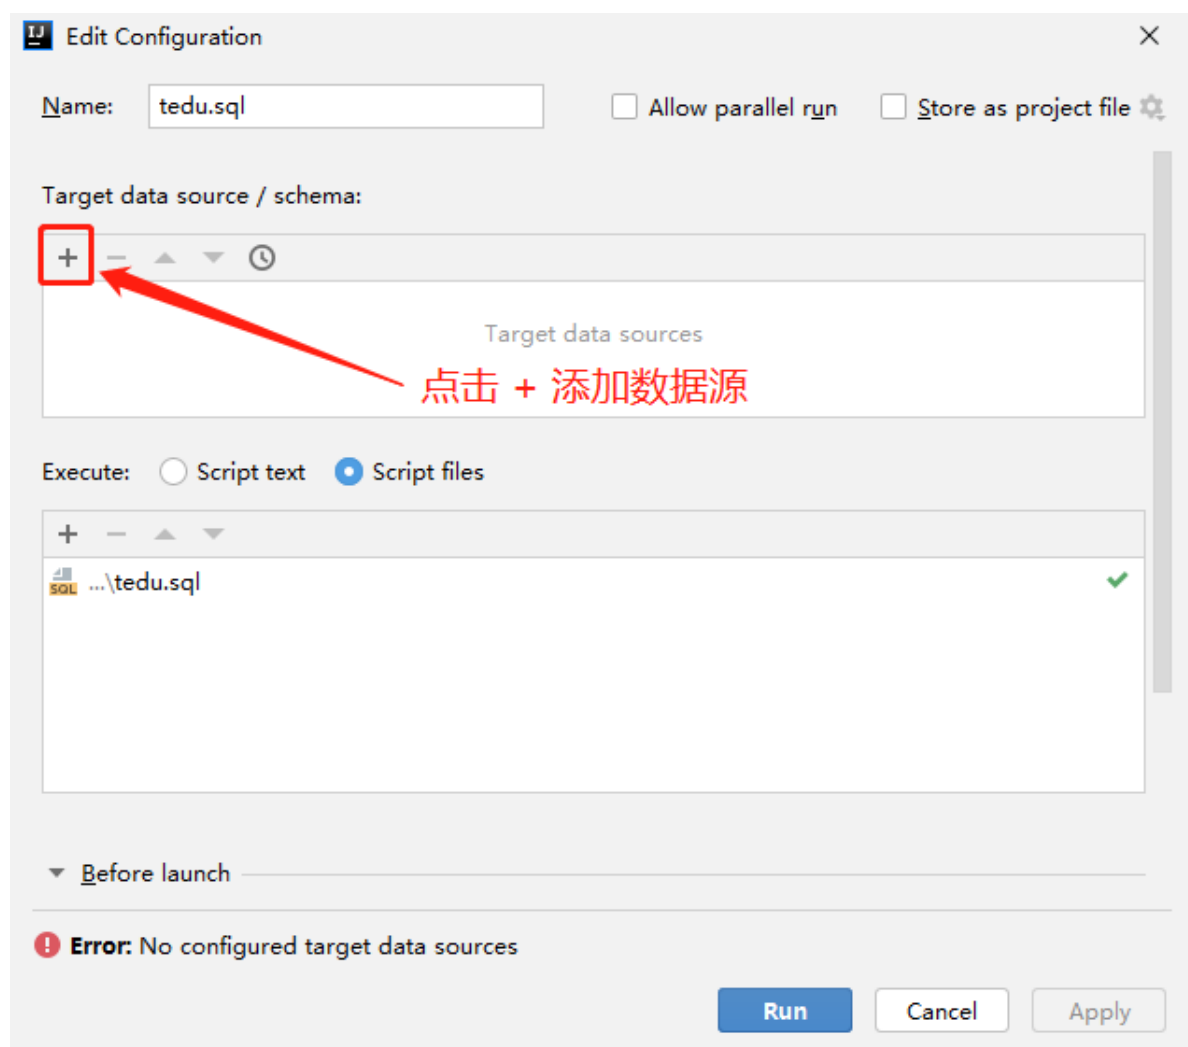 Edit Configuration
Name: tedu.sql Allow parallel run Store as project file
Target data source / schema:
Target data sources
点击 + 添加数据源
Execute: Script text Script files
SQL ...\tedu.sql
Before launch
Error: No configured target data sources
Run Cancel Apply